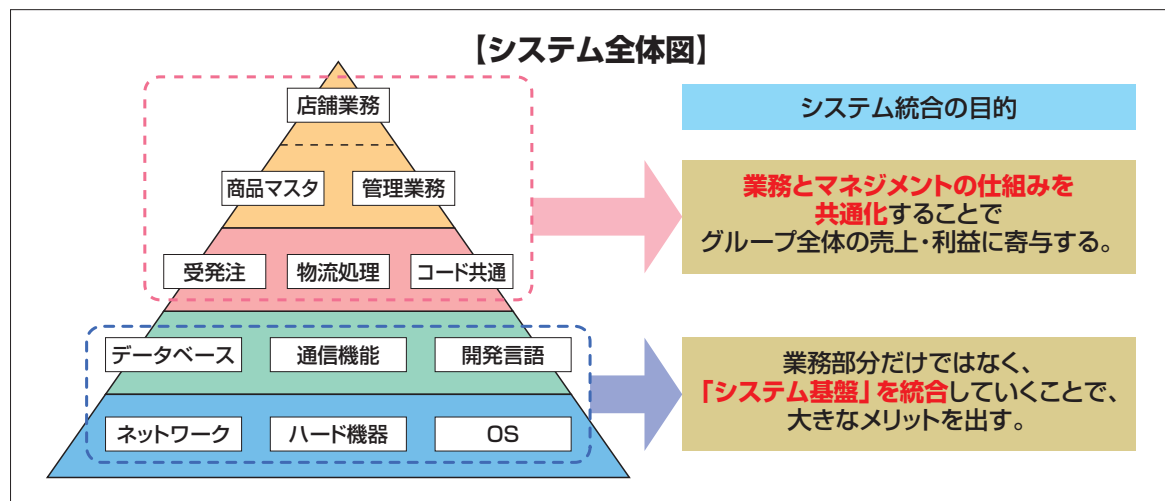 【システム全体図】
店舗業務
商品マスタ
管理業務
受発注
物流処理
コード共通
データベース
通信機能
開発言語
ネットワーク
ハード機器
OS
システム統合の目的
業務とマネジメントの仕組みを
共通化することで
グループ全体の売上・利益に寄与する。
業務部分だけではなく、
「システム基盤」を統合していくことで、
大きなメリットを出す。